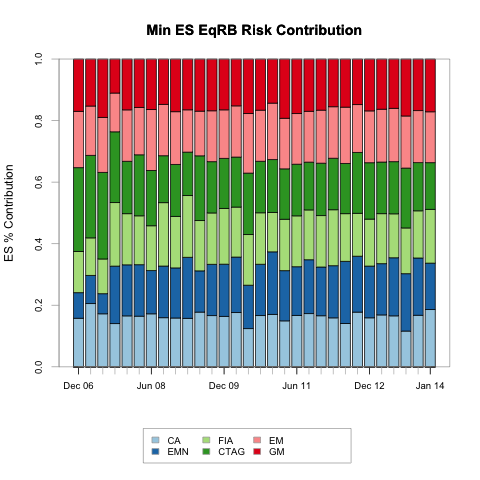 Min ES EqRB Risk Contribution
ES % Contribution
1.0
0.8
0.6
0.4
0.2
0.0
Dec 06 Jun 08 Dec 09 Jun 11 Dec 12 Jan 14
CA FIA EM
EMN CTAG GM